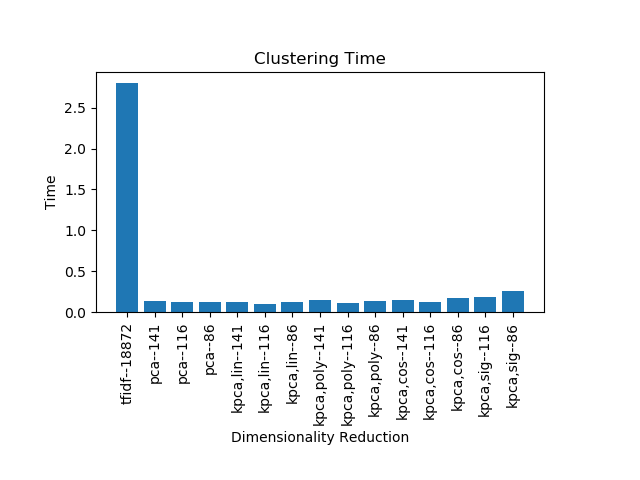 Clustering Time
Time
2.5
2.0
1.5
1.0
0.5
0.0
tfidf--18872
pca--141
pca--116
pca--86
kpca,lin--141
kpca,lin--116
kpca,lin--86
kpca,poly--141
kpca,poly--116
kpca,poly--86
kpca,cos--141
kpca,cos--116
kpca,cos--86
kpca,sig--116
kpca,sig--86
Dimensionality Reduction